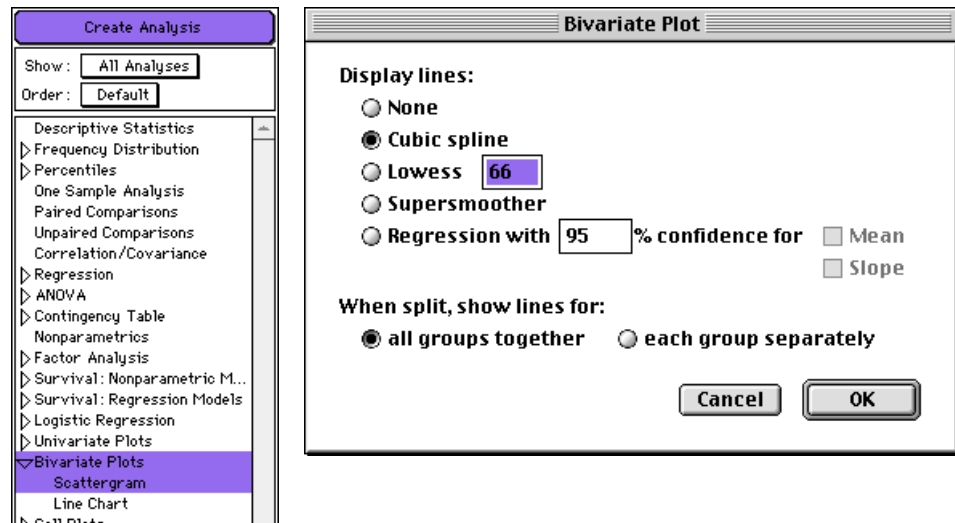 Create Analysis
Show: All Analyses
Order: Default
Descriptive Statistics
Frequency Distribution
Percentiles
One Sample Analysis
Paired Comparisons
Unpaired Comparisons
Correlation/Covariance
Regression
ANOVA
Contingency Table
Nonparametrics
Factor Analysis
Survival: Nonparametric M...
Survival: Regression Models
Logistic Regression
Univariate Plots
Bivariate Plots
Scattergram
Line Chart
Bivariate Plot
Display lines:
None
Cubic spline
Lowess 66
Supersmoother
Regression with 95 % confidence for Mean
Slope
When split, show lines for:
all groups together each group separately
Cancel OK